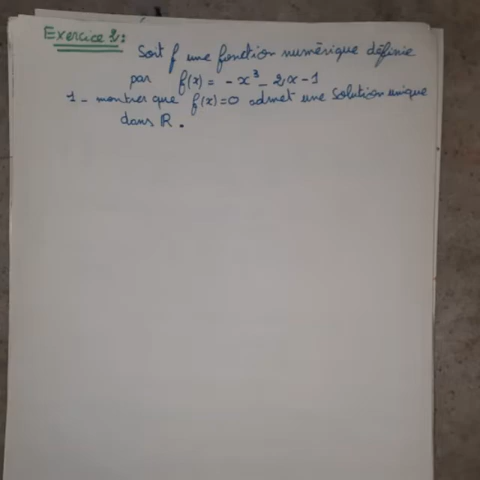 Exercice 2:
Soit f une fonction numérique définie
par f(x) = -x³ - 2x - 1
1 - montrer que f(x)=0 admet une solution unique
dans ℝ.